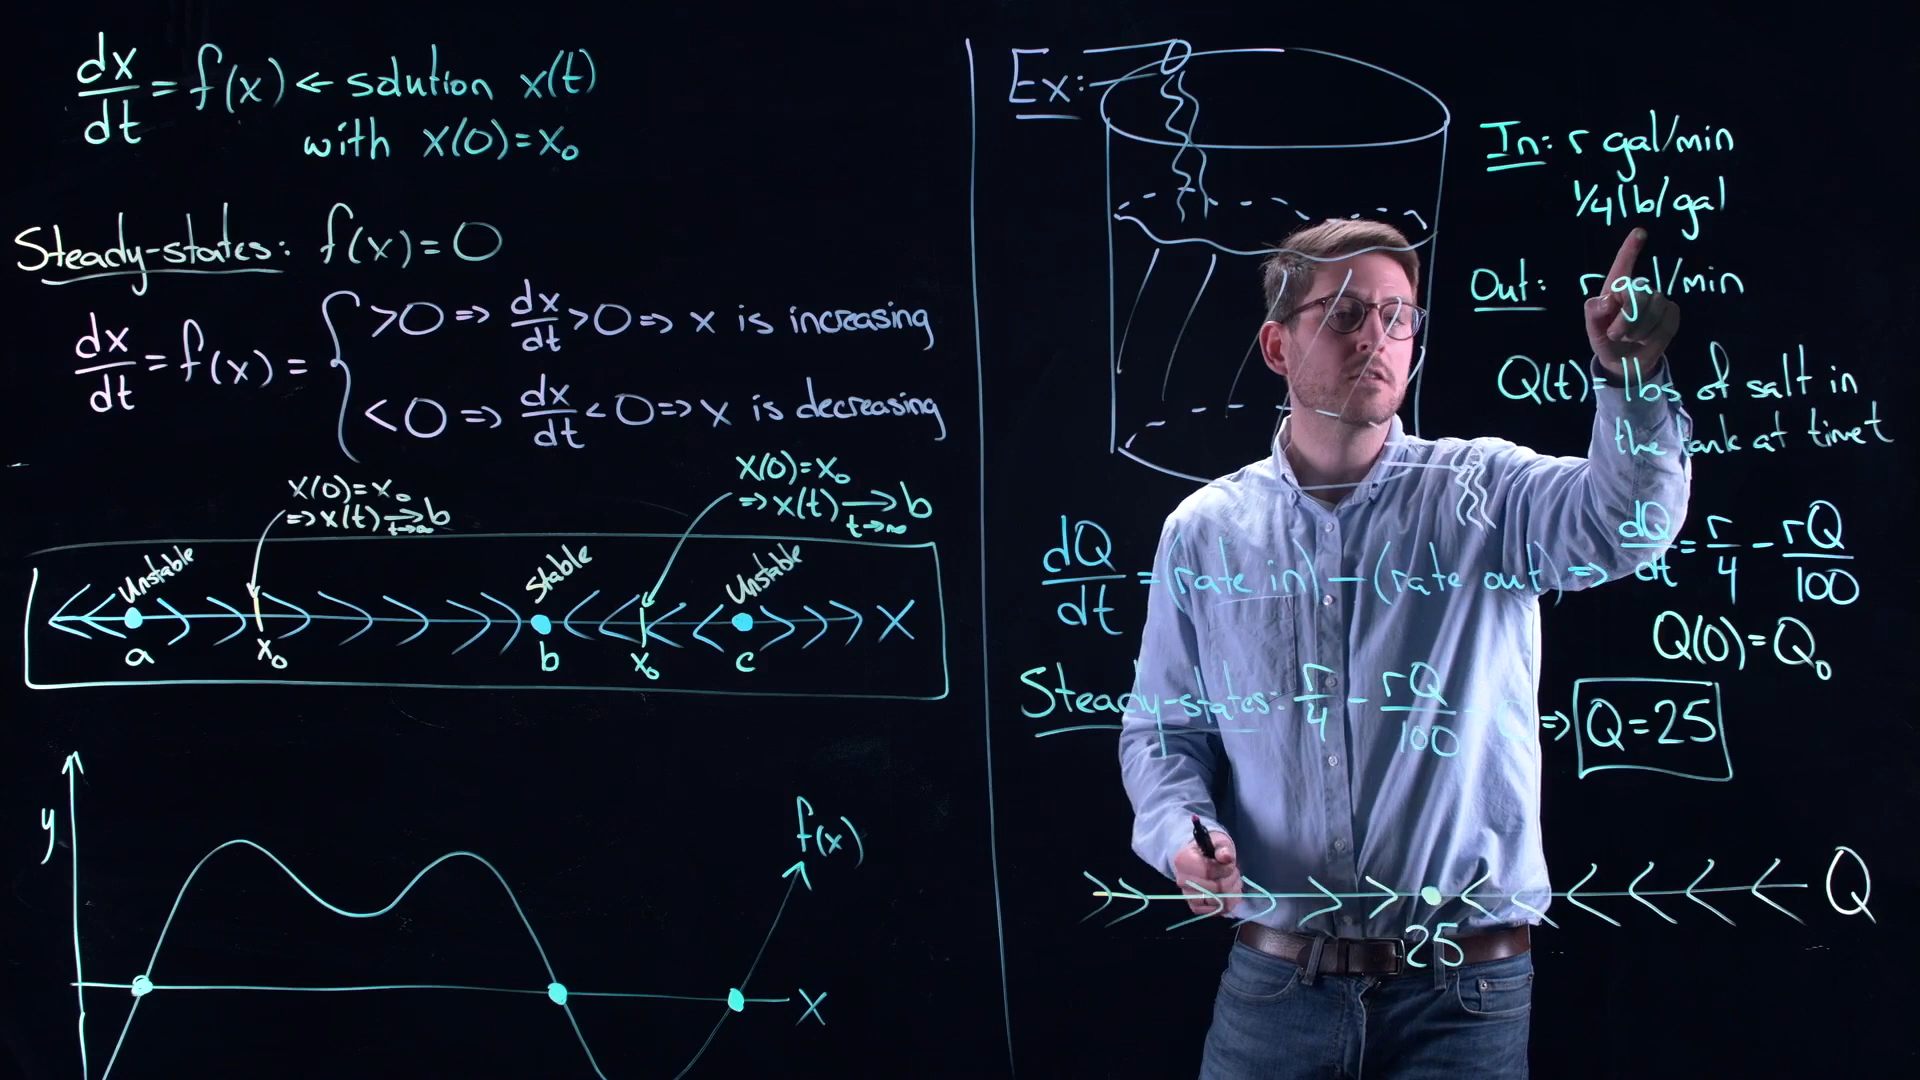 dx/dt = f(x) ← solution x(t)
with x(0)=x₀
Steady-states: f(x)=0
dx/dt = f(x) = { >0 ⇒ dx/dt >0 ⇒ x is increasing
<0 ⇒ dx/dt <0 ⇒ x is decreasing
x(0)=x₀
⇒ x(t) ⟶ b
t→∞
x(0)=x₀
⇒ x(t) ⟶ b
t→∞
Unstable
Stable
Unstable
X
a
x₀
b
x₀
c
y
f(x)
X
Ex:
In: r gal/min
1/4 lb/gal
Out: r gal/min
Q(t)= lbs of salt in
the tank at time t
dQ/dt = (rate in) − (rate out) ⇒ dQ/dt = r/4 − rQ/100
Q(0)=Q₀
Steady-states: r/4 − rQ/100 = 0 ⇒ Q=25
Q
25